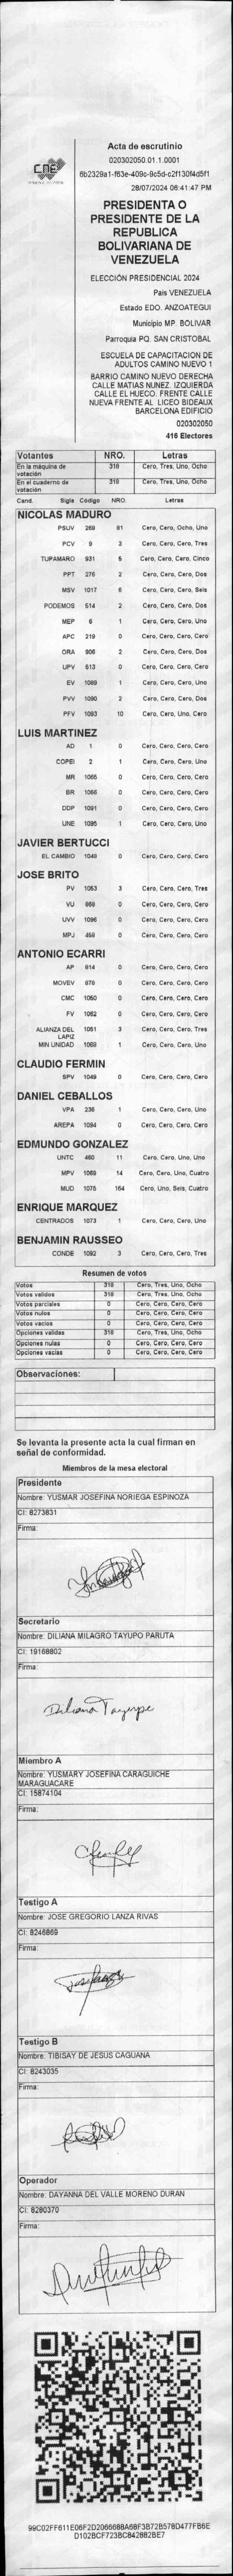 CNE
Acta de escrutinio
020302050.01.1.0001
6b2329a1-f63e-409c-9c5d-c2f130f4d5f1
28/07/2024 06:41:47 PM
PRESIDENTA O
PRESIDENTE DE LA
REPUBLICA
BOLIVARIANA DE
VENEZUELA
ELECCIÓN PRESIDENCIAL 2024
Pais VENEZUELA
Estado EDO. ANZOATEGUI
Municipio MP. BOLIVAR
Parroquia PQ. SAN CRISTOBAL
ESCUELA DE CAPACITACION DE
ADULTOS CAMINO NUEVO 1
BARRIO CAMINO NUEVO DERECHA
CALLE MATIAS NUNEZ. IZQUIERDA
CALLE EL HUECO. FRENTE CALLE
NUEVA FRENTE AL LICEO BIDEAUX
BARCELONA EDIFICIO
020302050
416 Electores
Votantes NRO. Letras
En la máquina de votación 318 Cero, Tres, Uno, Ocho
En el cuaderno de votación 318 Cero, Tres, Uno, Ocho
Cand. Sigla Código NRO. Letras
NICOLAS MADURO
PSUV 269 81 Cero, Cero, Ocho, Uno
PCV 9 3 Cero, Cero, Cero, Tres
TUPAMARO 931 5 Cero, Cero, Cero, Cinco
PPT 276 2 Cero, Cero, Cero, Dos
MSV 1017 6 Cero, Cero, Cero, Seis
PODEMOS 514 2 Cero, Cero, Cero, Dos
MEP 6 1 Cero, Cero, Cero, Uno
APC 219 0 Cero, Cero, Cero, Cero
ORA 906 2 Cero, Cero, Cero, Dos
UPV 613 0 Cero, Cero, Cero, Cero
EV 1089 1 Cero, Cero, Cero, Uno
PVV 1090 2 Cero, Cero, Cero, Dos
PFV 1093 10 Cero, Cero, Uno, Cero
LUIS MARTINEZ
AD 1 0 Cero, Cero, Cero, Cero
COPEI 2 1 Cero, Cero, Cero, Uno
MR 1065 0 Cero, Cero, Cero, Cero
BR 1066 0 Cero, Cero, Cero, Cero
DDP 1091 0 Cero, Cero, Cero, Cero
UNE 1095 1 Cero, Cero, Cero, Uno
JAVIER BERTUCCI
EL CAMBIO 1048 0 Cero, Cero, Cero, Cero
JOSE BRITO
PV 1053 3 Cero, Cero, Cero, Tres
VU 868 0 Cero, Cero, Cero, Cero
UVV 1096 0 Cero, Cero, Cero, Cero
MPJ 458 0 Cero, Cero, Cero, Cero
ANTONIO ECARRI
AP 814 0 Cero, Cero, Cero, Cero
MOVEV 878 0 Cero, Cero, Cero, Cero
CMC 1050 0 Cero, Cero, Cero, Cero
FV 1052 0 Cero, Cero, Cero, Cero
ALIANZA DEL LAPIZ 1051 3 Cero, Cero, Cero, Tres
MIN UNIDAD 1068 1 Cero, Cero, Cero, Uno
CLAUDIO FERMIN
SPV 1049 0 Cero, Cero, Cero, Cero
DANIEL CEBALLOS
VPA 236 1 Cero, Cero, Cero, Uno
AREPA 1094 0 Cero, Cero, Cero, Cero
EDMUNDO GONZALEZ
UNTC 460 11 Cero, Cero, Uno, Uno
MPV 1069 14 Cero, Cero, Uno, Cuatro
MUD 1075 164 Cero, Uno, Seis, Cuatro
ENRIQUE MARQUEZ
CENTRADOS 1073 1 Cero, Cero, Cero, Uno
BENJAMIN RAUSSEO
CONDE 1092 3 Cero, Cero, Cero, Tres
Resumen de votos
Votos 318 Cero, Tres, Uno, Ocho
Votos validos 318 Cero, Tres, Uno, Ocho
Votos parciales 0 Cero, Cero, Cero, Cero
Votos nulos 0 Cero, Cero, Cero, Cero
Votos vacios 0 Cero, Cero, Cero, Cero
Opciones validas 318 Cero, Tres, Uno, Ocho
Opciones nulas 0 Cero, Cero, Cero, Cero
Opciones vacias 0 Cero, Cero, Cero, Cero
Observaciones:
Se levanta la presente acta la cual firman en
señal de conformidad.
Miembros de la mesa electoral
Presidente
Nombre: YUSMAR JOSEFINA NORIEGA ESPINOZA
CI: 8273831
Firma:
Secretario
Nombre: DILIANA MILAGRO TAYUPO PARUTA
CI: 19168802
Firma:
Diliana Tayupo
Miembro A
Nombre: YUSMARY JOSEFINA CARAGUICHE
MARAGUACARE
CI: 15874104
Firma:
Testigo A
Nombre: JOSE GREGORIO LANZA RIVAS
CI: 8246869
Firma:
Testigo B
Nombre: TIBISAY DE JESUS CAGUANA
CI: 8243035
Firma:
Operador
Nombre: DAYANNA DEL VALLE MORENO DURAN
CI: 8280370
Firma:
99C02FF611E06F2D2066688A68F3B72B578D477FB6E
D102BCF723BC842882BE7